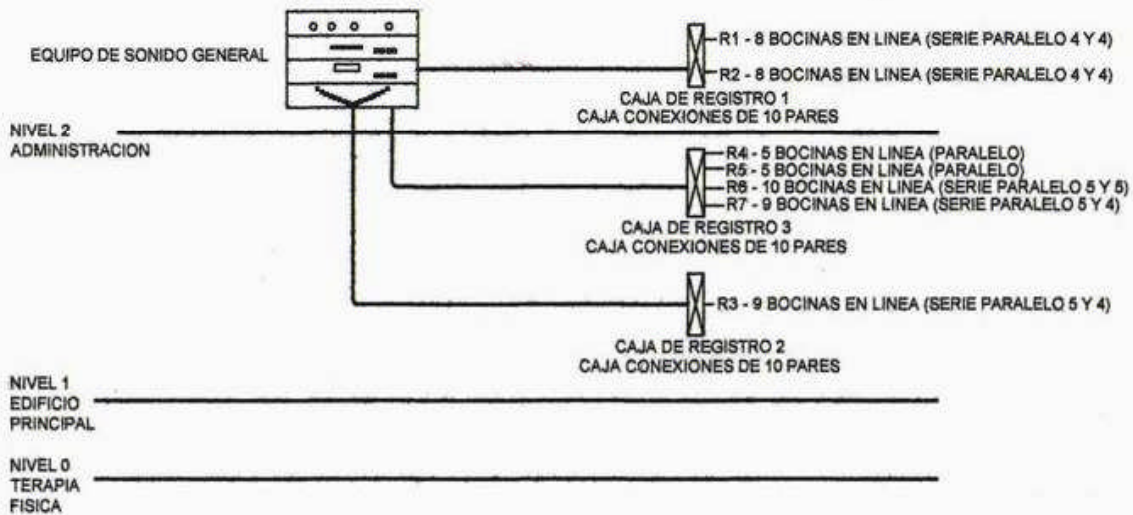 EQUIPO DE SONIDO GENERAL
R1 - 8 BOCINAS EN LINEA (SERIE PARALELO 4 Y 4)
R2 - 8 BOCINAS EN LINEA (SERIE PARALELO 4 Y 4)
CAJA DE REGISTRO 1
CAJA CONEXIONES DE 10 PARES
NIVEL 2
ADMINISTRACION
R4 - 5 BOCINAS EN LINEA (PARALELO)
R5 - 5 BOCINAS EN LINEA (PARALELO)
R6 - 10 BOCINAS EN LINEA (SERIE PARALELO 5 Y 5)
R7 - 9 BOCINAS EN LINEA (SERIE PARALELO 5 Y 4)
CAJA DE REGISTRO 3
CAJA CONEXIONES DE 10 PARES
R3 - 9 BOCINAS EN LINEA (SERIE PARALELO 5 Y 4)
CAJA DE REGISTRO 2
CAJA CONEXIONES DE 10 PARES
NIVEL 1
EDIFICIO
PRINCIPAL
NIVEL 0
TERAPIA
FISICA